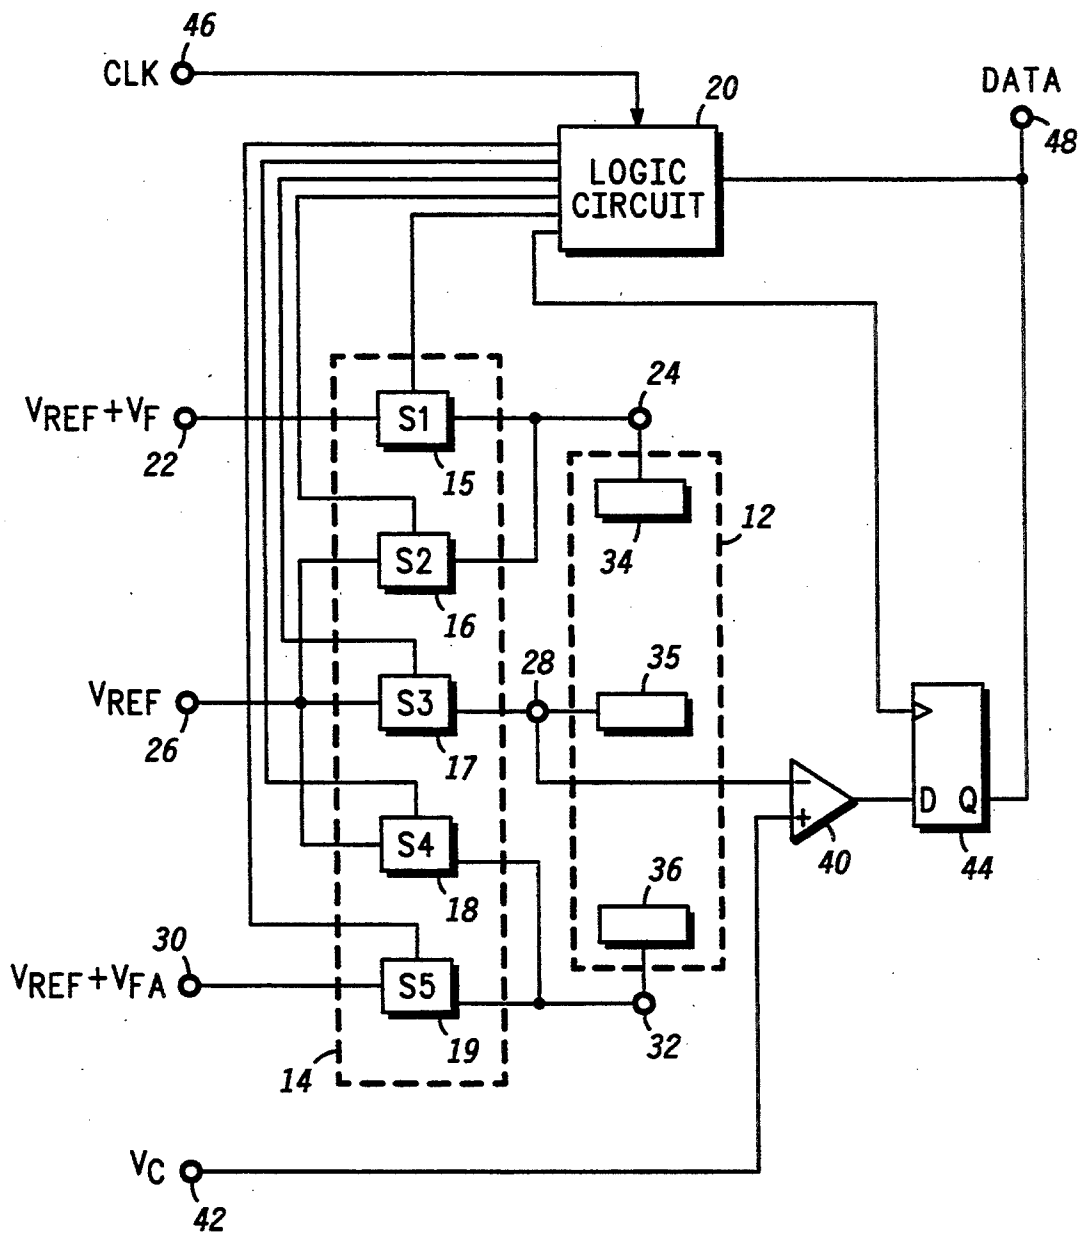 46
CLK
20
DATA
48
LOGIC
CIRCUIT
VREF+VF
22
S1
15
24
34
12
S2
16
VREF
26
S3
17
28
35
S4
18
40
D Q
44
36
30
VREF+VFA
S5
19
32
14
VC
42